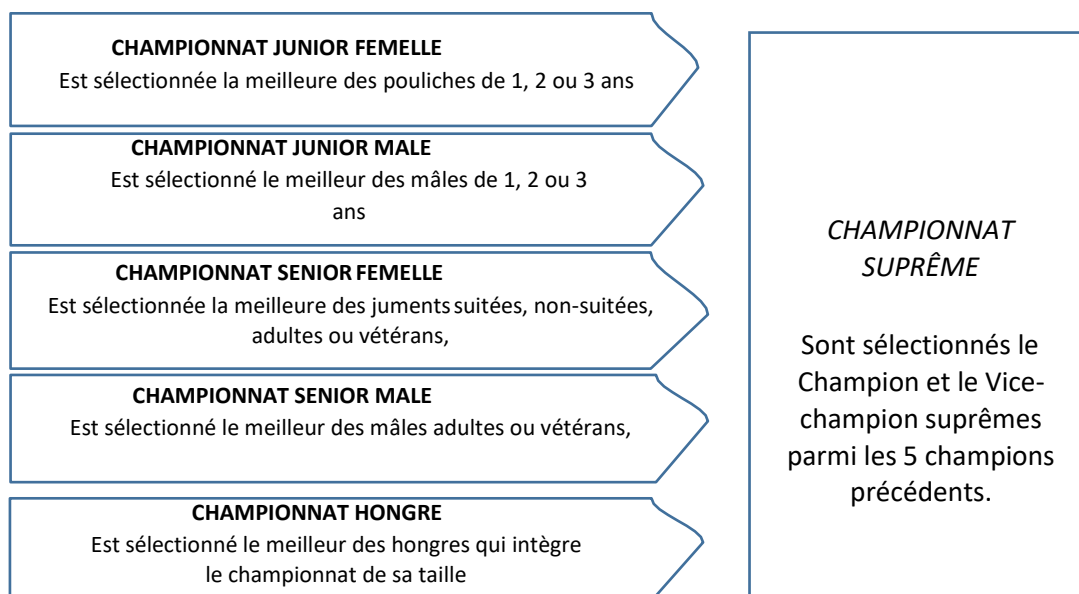 CHAMPIONNAT JUNIOR FEMELLE
Est sélectionnée la meilleure des pouliches de 1, 2 ou 3 ans
CHAMPIONNAT JUNIOR MALE
Est sélectionné le meilleur des mâles de 1, 2 ou 3
ans
CHAMPIONNAT SENIOR FEMELLE
Est sélectionnée la meilleure des juments suitées, non-suitées,
adultes ou vétérans,
CHAMPIONNAT SENIOR MALE
Est sélectionné le meilleur des mâles adultes ou vétérans,
CHAMPIONNAT HONGRE
Est sélectionné le meilleur des hongres qui intègre
le championnat de sa taille
CHAMPIONNAT
SUPRÊME
Sont sélectionnés le
Champion et le Vice-
champion suprêmes
parmi les 5 champions
précédents.